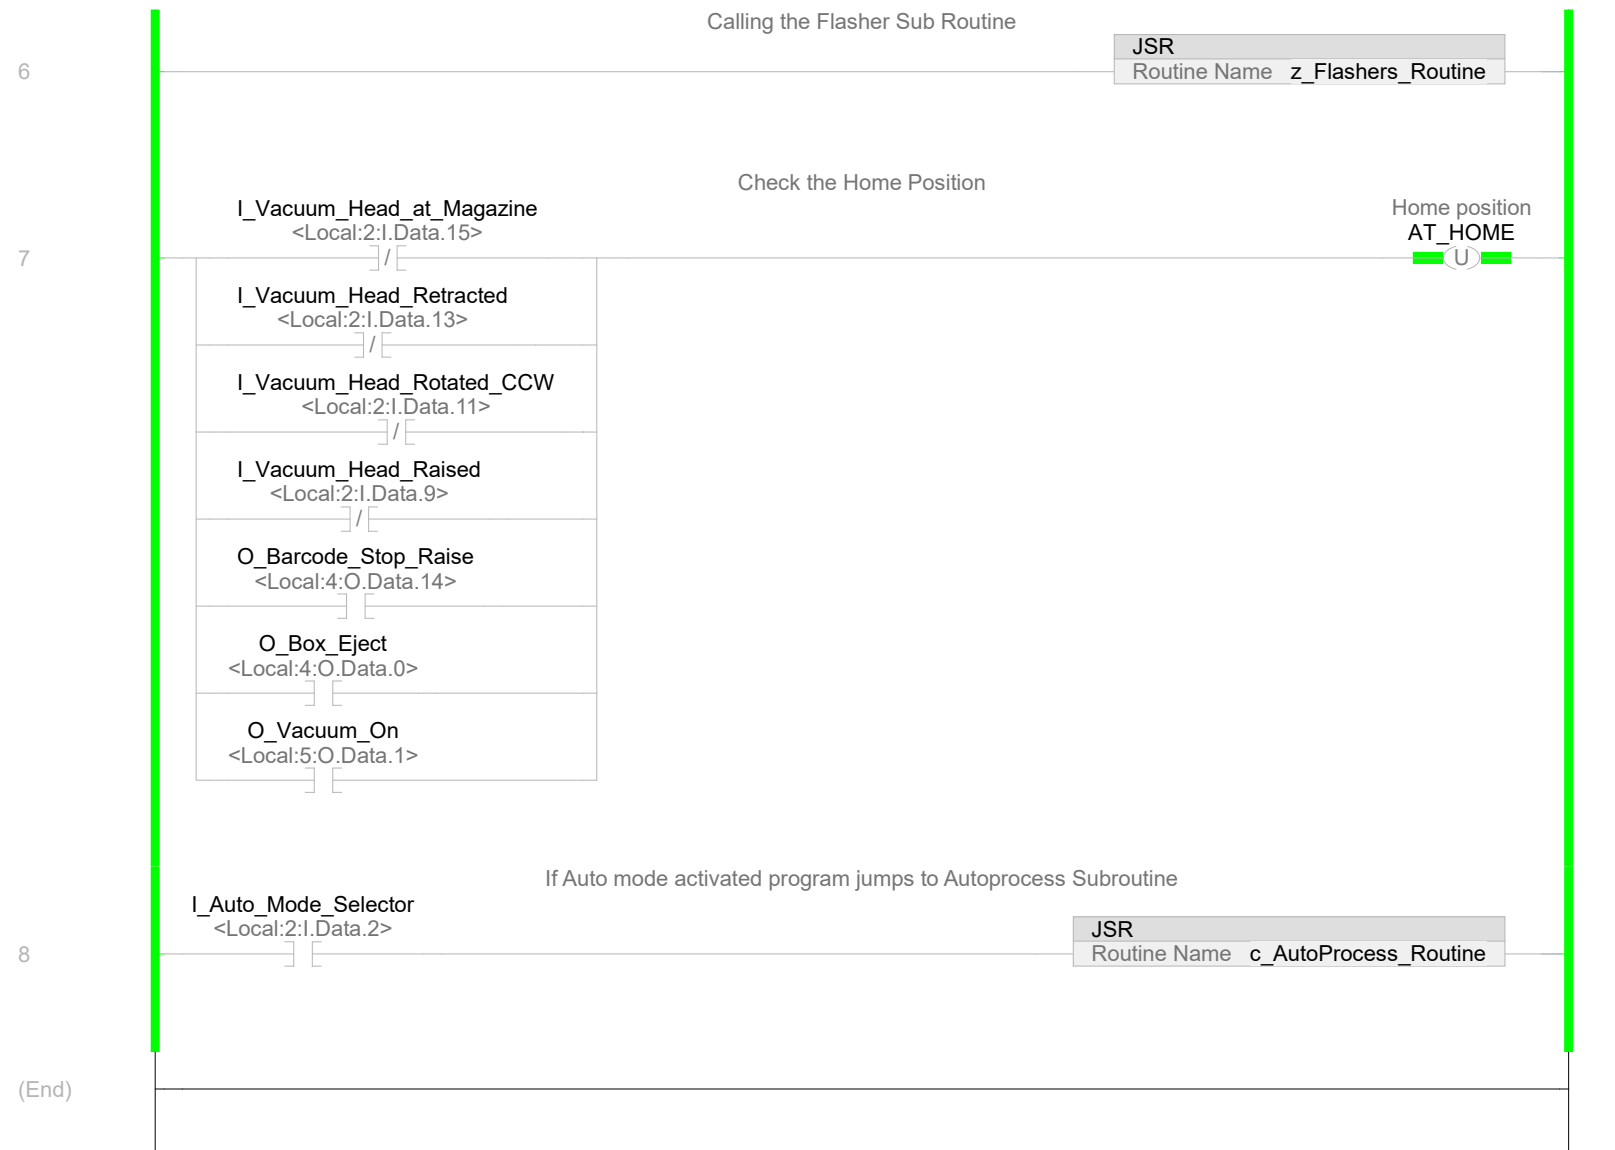 Calling the Flasher Sub Routine
JSR
6
Routine Name z_Flashers_Routine
Check the Home Position
I_Vacuum_Head_at_Magazine
<Local:2:I.Data.15>
Home position
AT_HOME
7
/
U
I_Vacuum_Head_Retracted
<Local:2:I.Data.13>
/
I_Vacuum_Head_Rotated_CCW
<Local:2:I.Data.11>
/
I_Vacuum_Head_Raised
<Local:2:I.Data.9>
/
O_Barcode_Stop_Raise
<Local:4:O.Data.14>
O_Box_Eject
<Local:4:O.Data.0>
O_Vacuum_On
<Local:5:O.Data.1>
If Auto mode activated program jumps to Autoprocess Subroutine
I_Auto_Mode_Selector
<Local:2:I.Data.2>
JSR
8
Routine Name c_AutoProcess_Routine
(End)